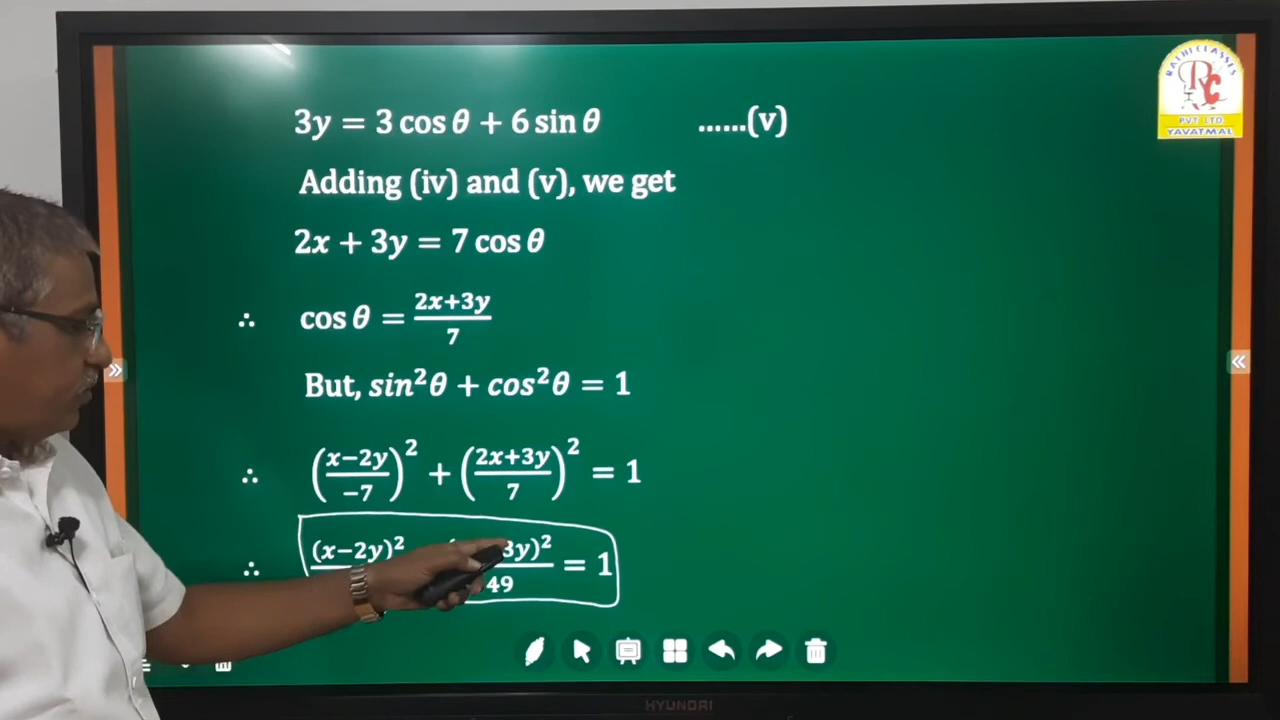 RATHI CLASSES
RC
PVT. LTD.
YAVATMAL
3y = 3 cos θ + 6 sin θ ......(v)
Adding (iv) and (v), we get
2x + 3y = 7 cos θ
∴ cos θ = (2x+3y)/7
But, sin²θ + cos²θ = 1
∴ ((x−2y)/−7)² + ((2x+3y)/7)² = 1
∴ (x−2y)² 3y)²/49 = 1
HYUNDAI